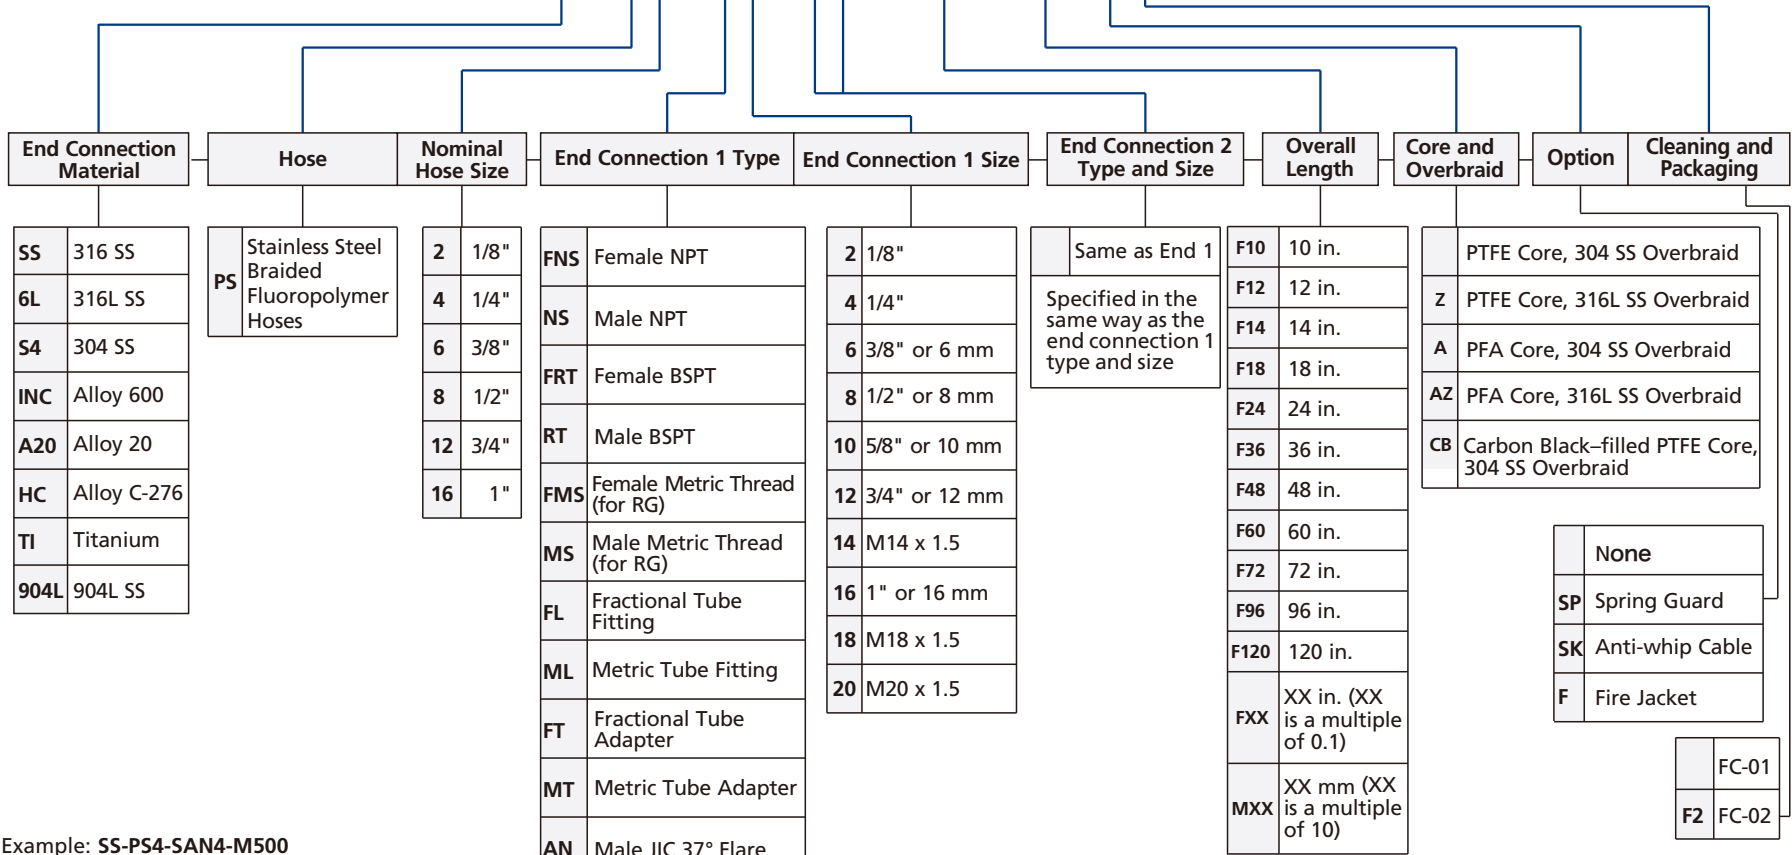 End Connection
Material
Hose
Nominal
Hose Size
End Connection 1 Type
End Connection 1 Size
End Connection 2
Type and Size
Overall
Length
Core and
Overbraid
Option
Cleaning and
Packaging
SS 316 SS
6L 316L SS
S4 304 SS
INC Alloy 600
A20 Alloy 20
HC Alloy C-276
TI Titanium
904L 904L SS
PS Stainless Steel
Braided
Fluoropolymer
Hoses
2 1/8"
4 1/4"
6 3/8"
8 1/2"
12 3/4"
16 1"
FNS Female NPT
NS Male NPT
FRT Female BSPT
RT Male BSPT
FMS Female Metric Thread
(for RG)
MS Male Metric Thread
(for RG)
FL Fractional Tube
Fitting
ML Metric Tube Fitting
FT Fractional Tube
Adapter
MT Metric Tube Adapter
AN Male JIC 37° Flare
2 1/8"
4 1/4"
6 3/8" or 6 mm
8 1/2" or 8 mm
10 5/8" or 10 mm
12 3/4" or 12 mm
14 M14 x 1.5
16 1" or 16 mm
18 M18 x 1.5
20 M20 x 1.5
Same as End 1
Specified in the
same way as the
end connection 1
type and size
F10 10 in.
F12 12 in.
F14 14 in.
F18 18 in.
F24 24 in.
F36 36 in.
F48 48 in.
F60 60 in.
F72 72 in.
F96 96 in.
F120 120 in.
FXX XX in. (XX
is a multiple
of 0.1)
MXX XX mm (XX
is a multiple
of 10)
PTFE Core, 304 SS Overbraid
Z PTFE Core, 316L SS Overbraid
A PFA Core, 304 SS Overbraid
AZ PFA Core, 316L SS Overbraid
CB Carbon Black–filled PTFE Core,
304 SS Overbraid
None
SP Spring Guard
SK Anti-whip Cable
F Fire Jacket
FC-01
F2 FC-02
Example: SS-PS4-SAN4-M500